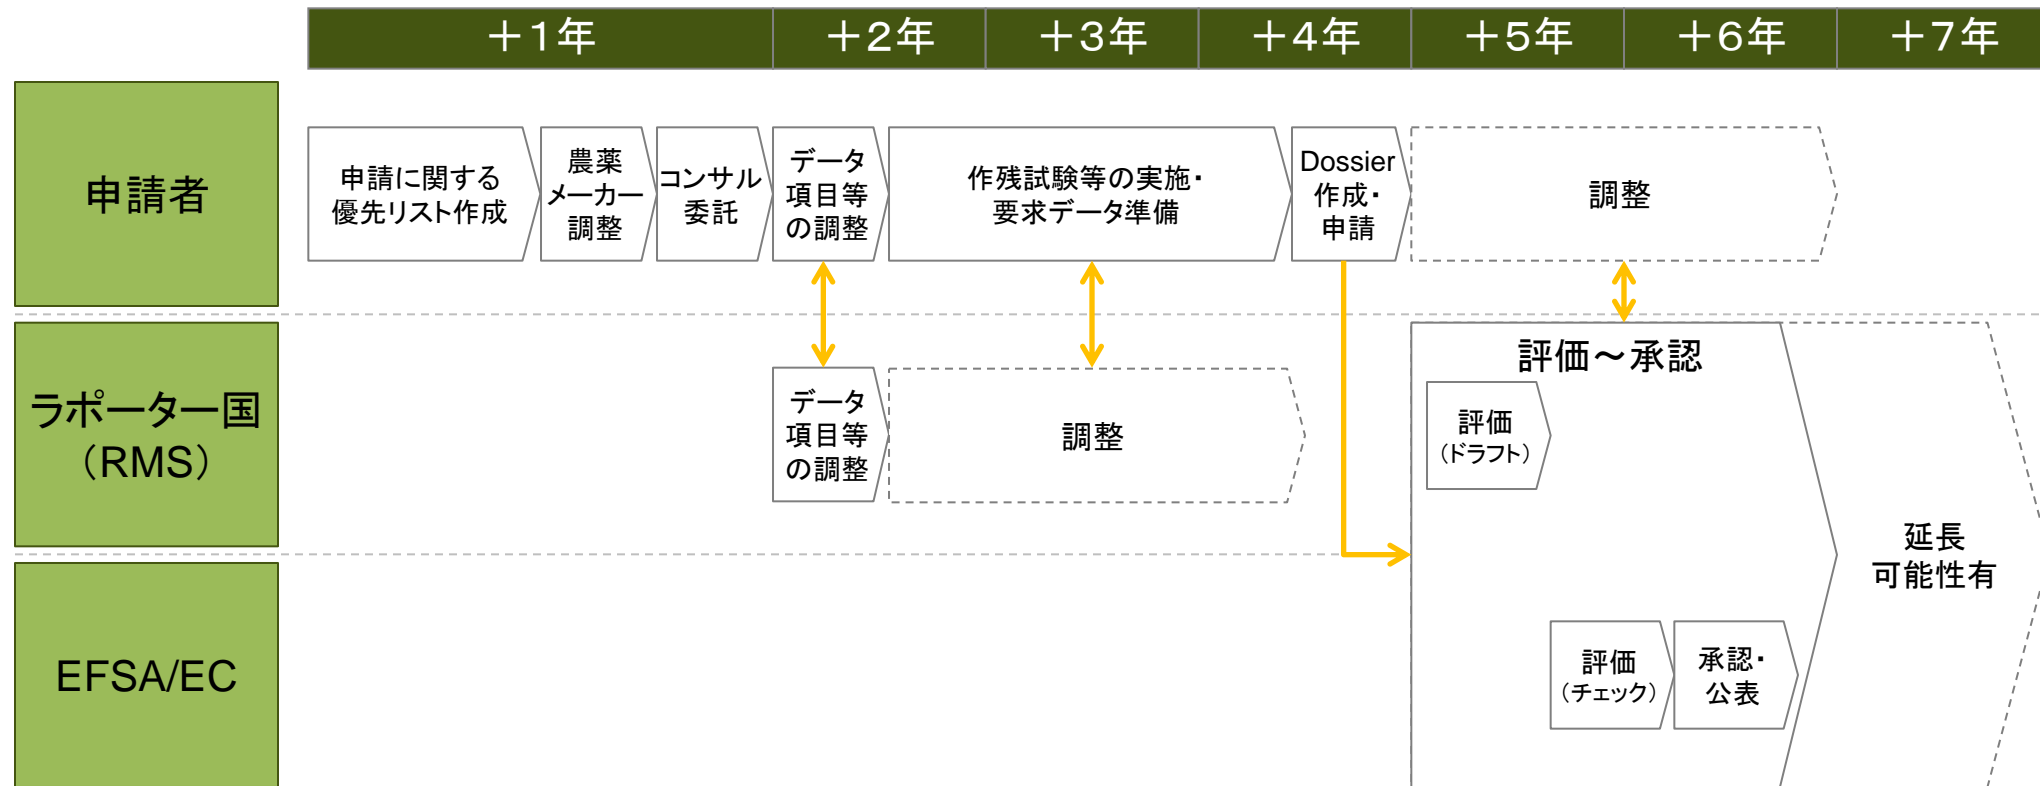 ＋１年
＋２年
＋３年
＋４年
＋５年
＋６年
＋７年
申請者
申請に関する
優先リスト作成
農薬
メーカー
調整
コンサル
委託
データ
項目等
の調整
作残試験等の実施・
要求データ準備
Dossier
作成・
申請
調整
ラポーター国
（RMS）
データ
項目等
の調整
調整
評価～承認
評価
（ドラフト）
延長
可能性有
EFSA/EC
評価
（チェック）
承認・
公表